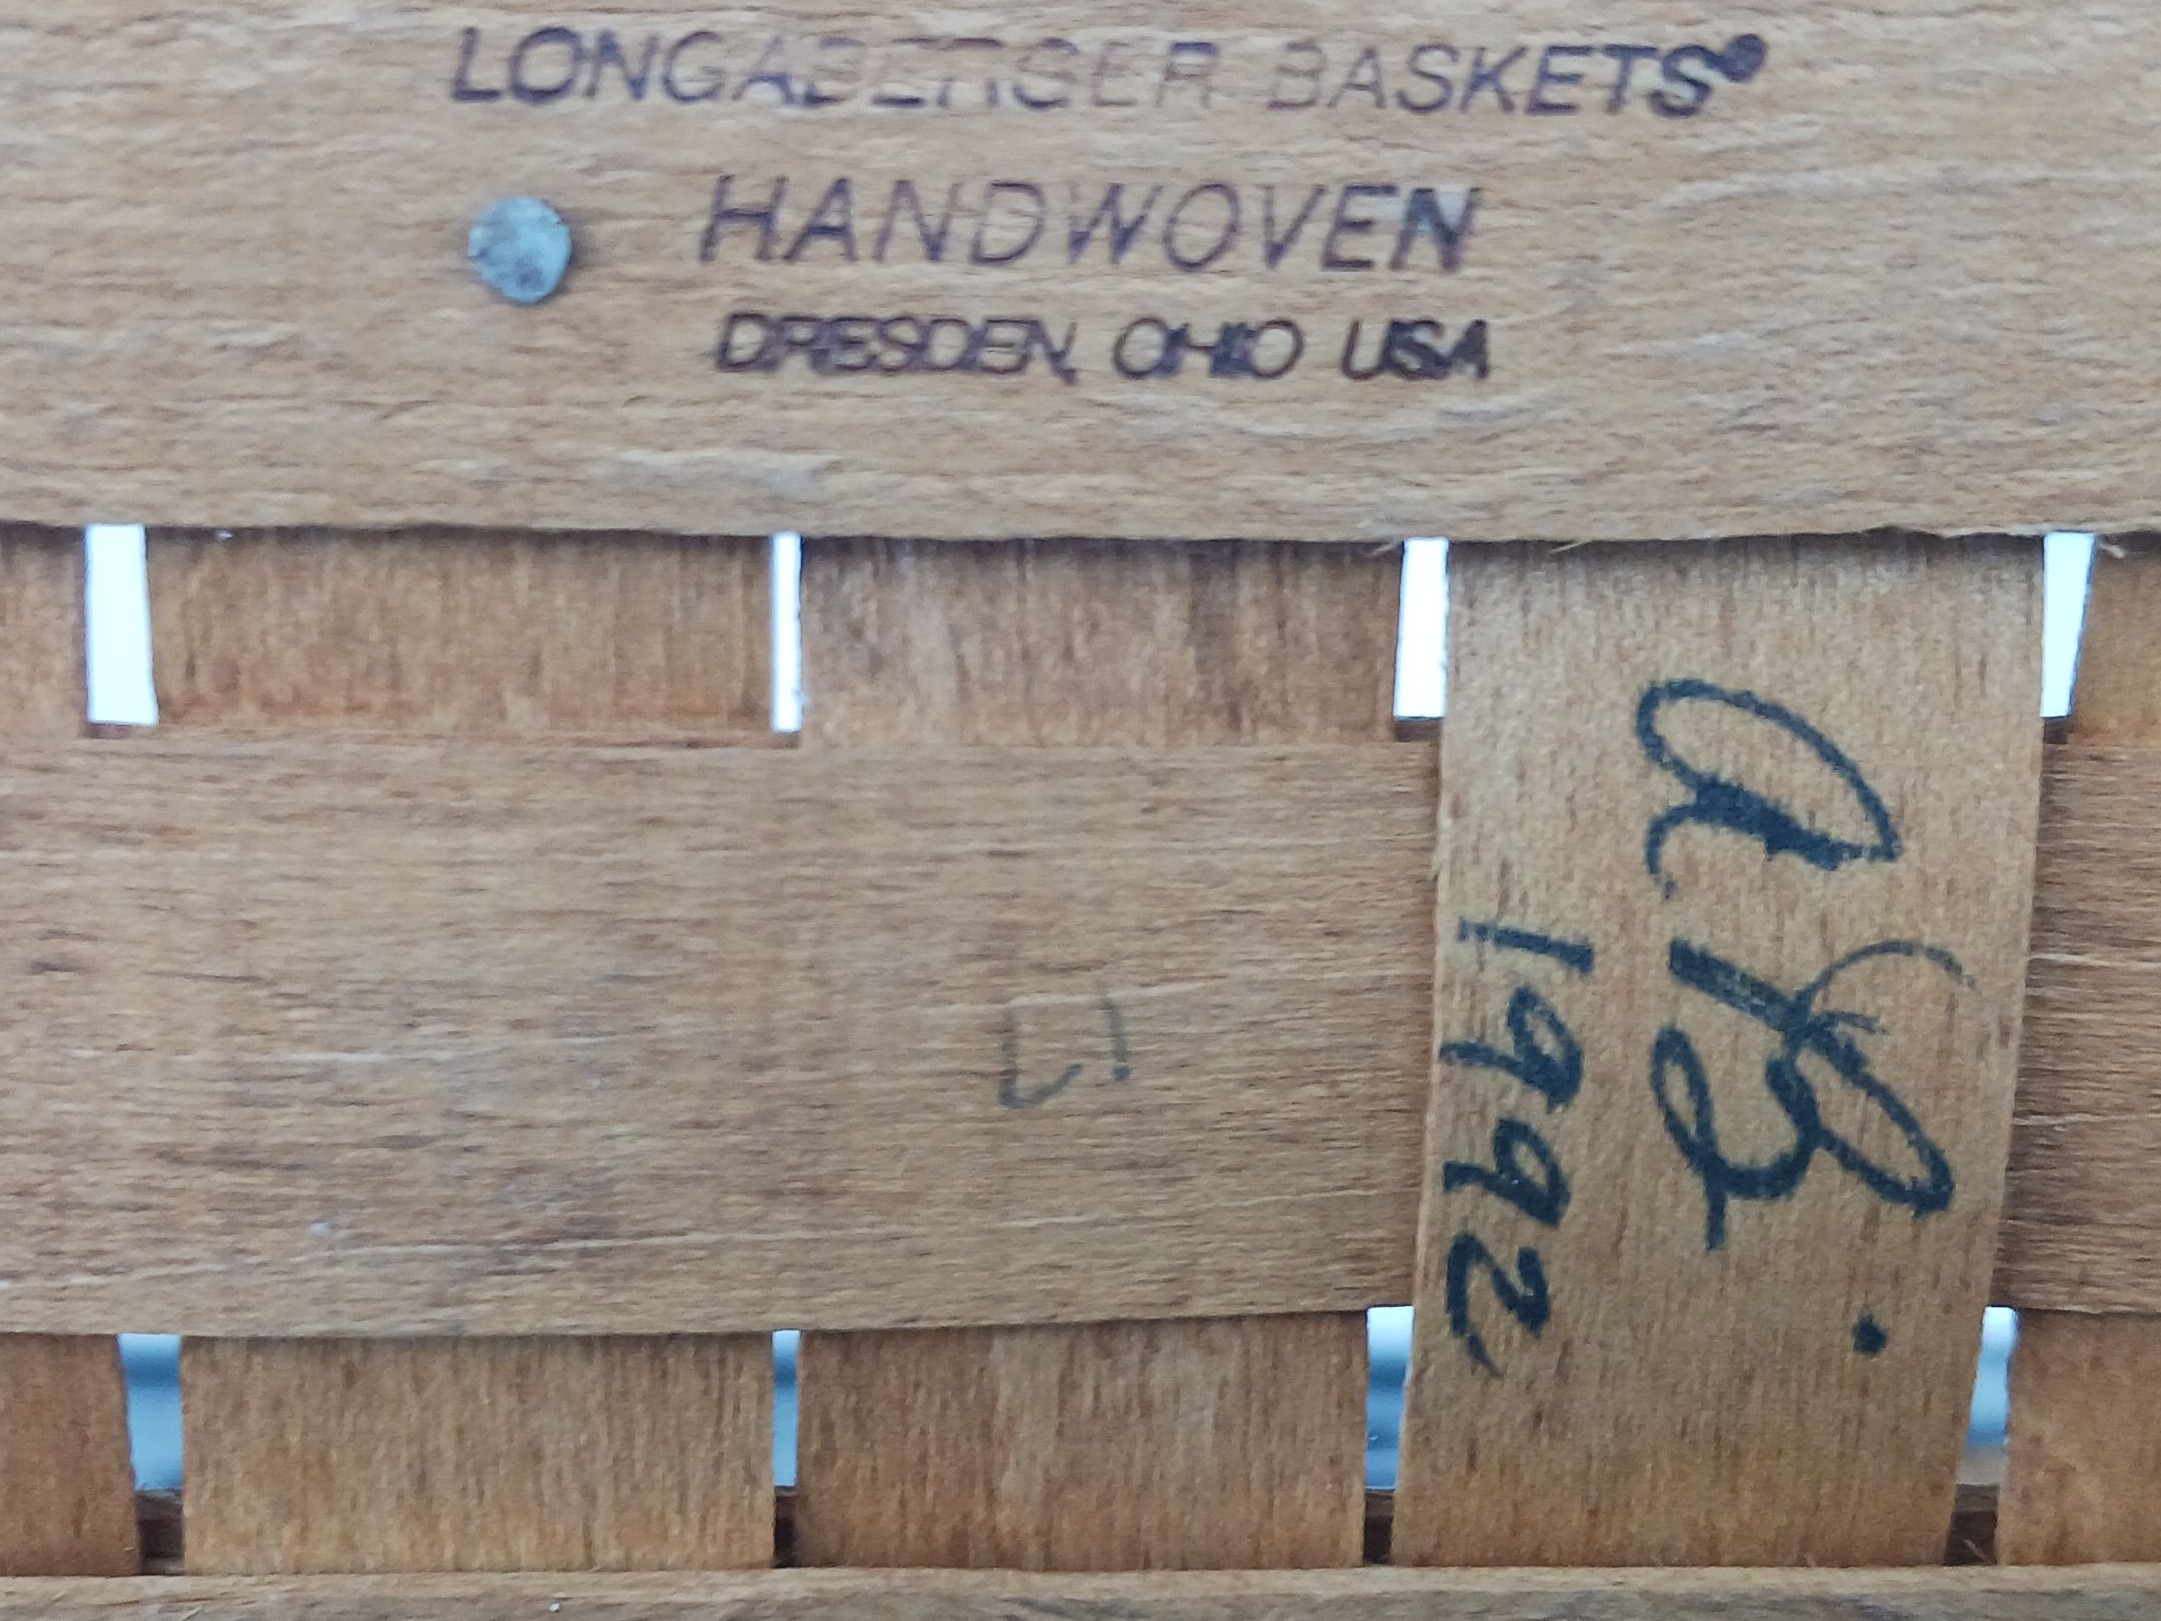 LONGABERGER BASKETS®
HANDWOVEN
DRESDEN, OHIO USA
1992